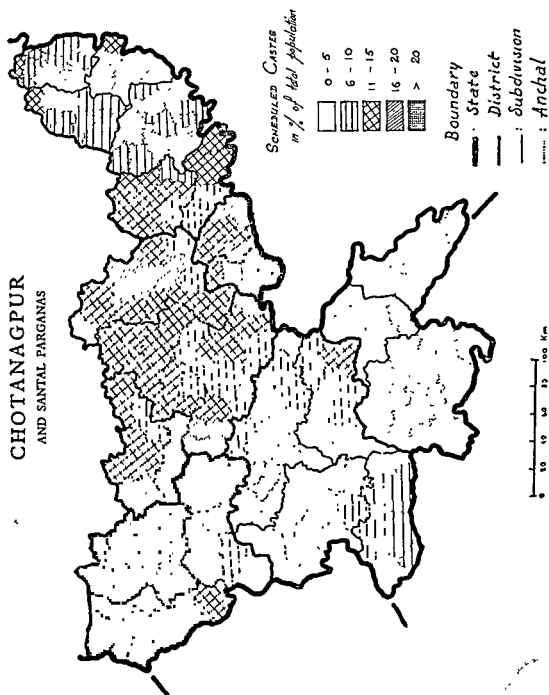 CHOTANAGPUR
AND SANTAL PARGANAS
SCHEDULED CASTES
in % of total population
0 - 5
6 - 10
11 - 15
16 - 20
> 20
Boundary
: State
: District
: Subdivision
: Anchal
100 Km